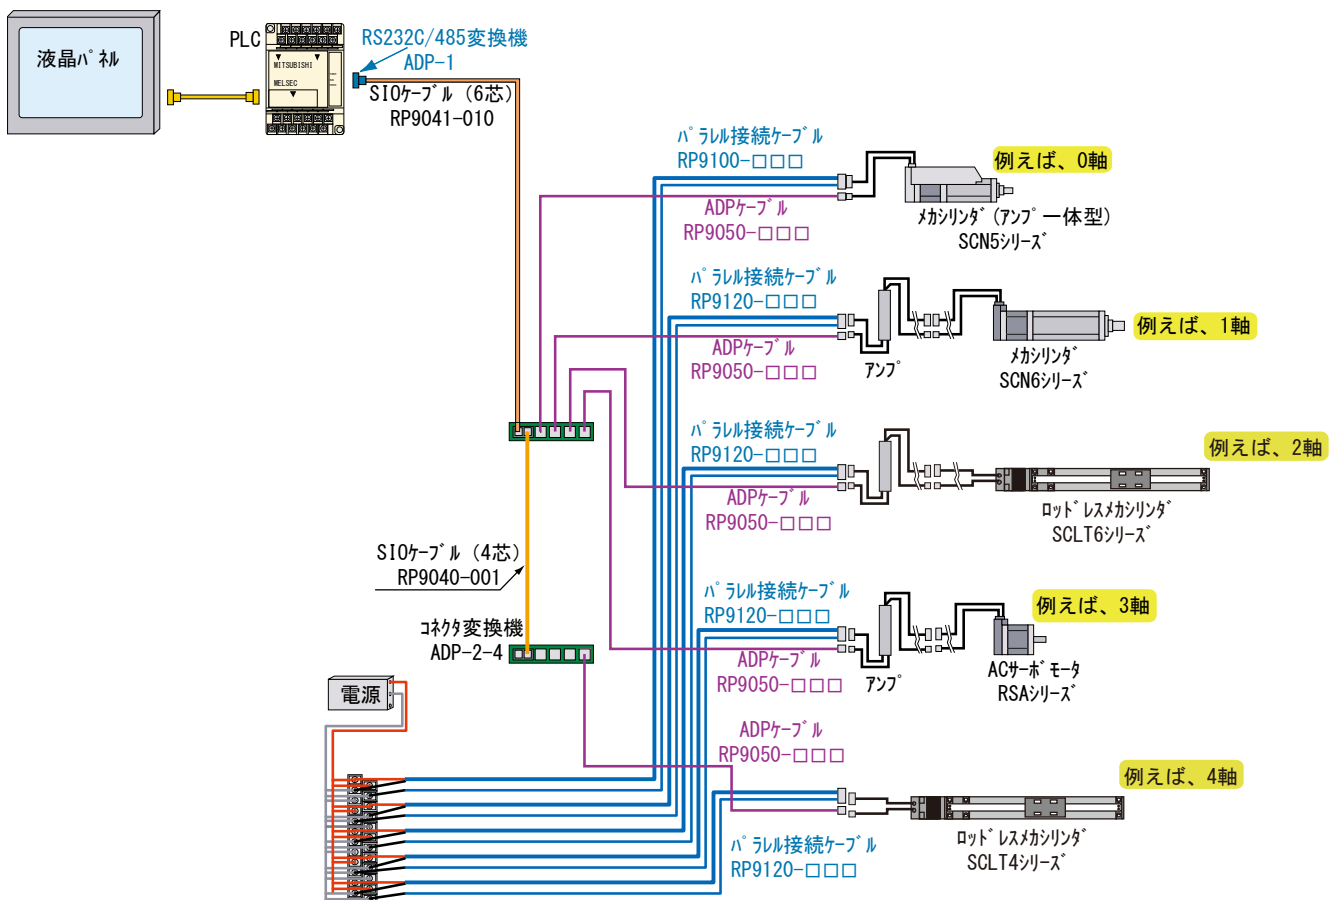 液晶パネル
PLC
MITSUBISHI
MELSEC
RS232C/485変換機
ADP-1
SIOケーブル (6芯)
RP9041-010
パラレル接続ケーブル
RP9100-□□□
ADPケーブル
RP9050-□□□
例えば、0軸
メカシリンダ(アンプ一体型)
SCN5シリーズ
パラレル接続ケーブル
RP9120-□□□
ADPケーブル
RP9050-□□□
アンプ
例えば、1軸
メカシリンダ
SCN6シリーズ
パラレル接続ケーブル
RP9120-□□□
ADPケーブル
RP9050-□□□
例えば、2軸
ロッドレスメカシリンダ
SCLT6シリーズ
SIOケーブル (4芯)
RP9040-001
コネクタ変換機
ADP-2-4
パラレル接続ケーブル
RP9120-□□□
ADPケーブル
RP9050-□□□
アンプ
例えば、3軸
ACサーボモータ
RSAシリーズ
電源
ADPケーブル
RP9050-□□□
例えば、4軸
ロッドレスメカシリンダ
SCLT4シリーズ
パラレル接続ケーブル
RP9120-□□□